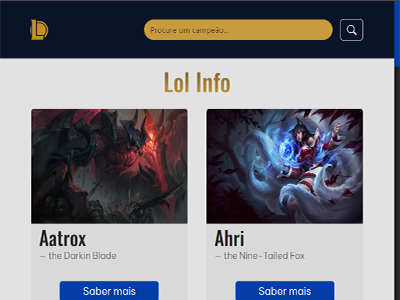 Procure um campeão...
Lol Info
Aatrox
— the Darkin Blade
Ahri
— the Nine-Tailed Fox
Saber mais
Saber mais